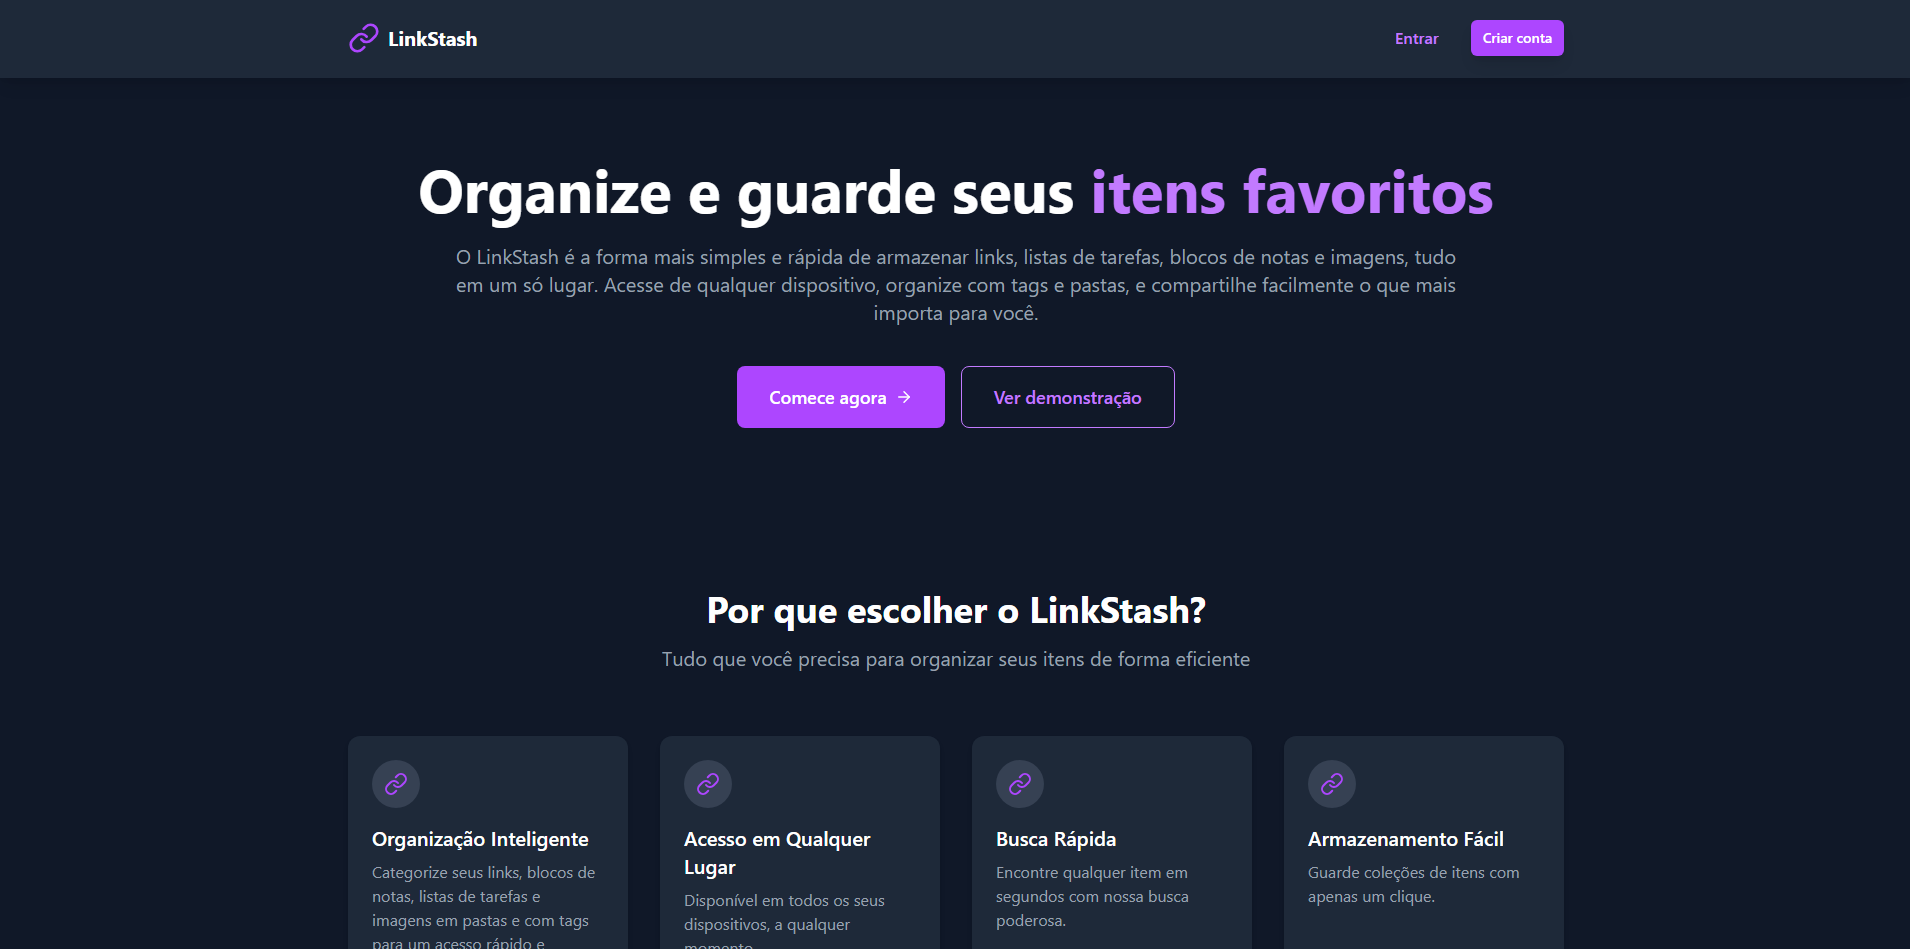 LinkStash
Entrar
Criar conta
Organize e guarde seus itens favoritos
O LinkStash é a forma mais simples e rápida de armazenar links, listas de tarefas, blocos de notas e imagens, tudo
em um só lugar. Acesse de qualquer dispositivo, organize com tags e pastas, e compartilhe facilmente o que mais
importa para você.
Comece agora →
Ver demonstração
Por que escolher o LinkStash?
Tudo que você precisa para organizar seus itens de forma eficiente
Organização Inteligente
Categorize seus links, blocos de
notas, listas de tarefas e
imagens em pastas e com tags
para um acesso rápido e
Acesso em Qualquer
Lugar
Disponível em todos os seus
dispositivos, a qualquer
momento.
Busca Rápida
Encontre qualquer item em
segundos com nossa busca
poderosa.
Armazenamento Fácil
Guarde coleções de itens com
apenas um clique.